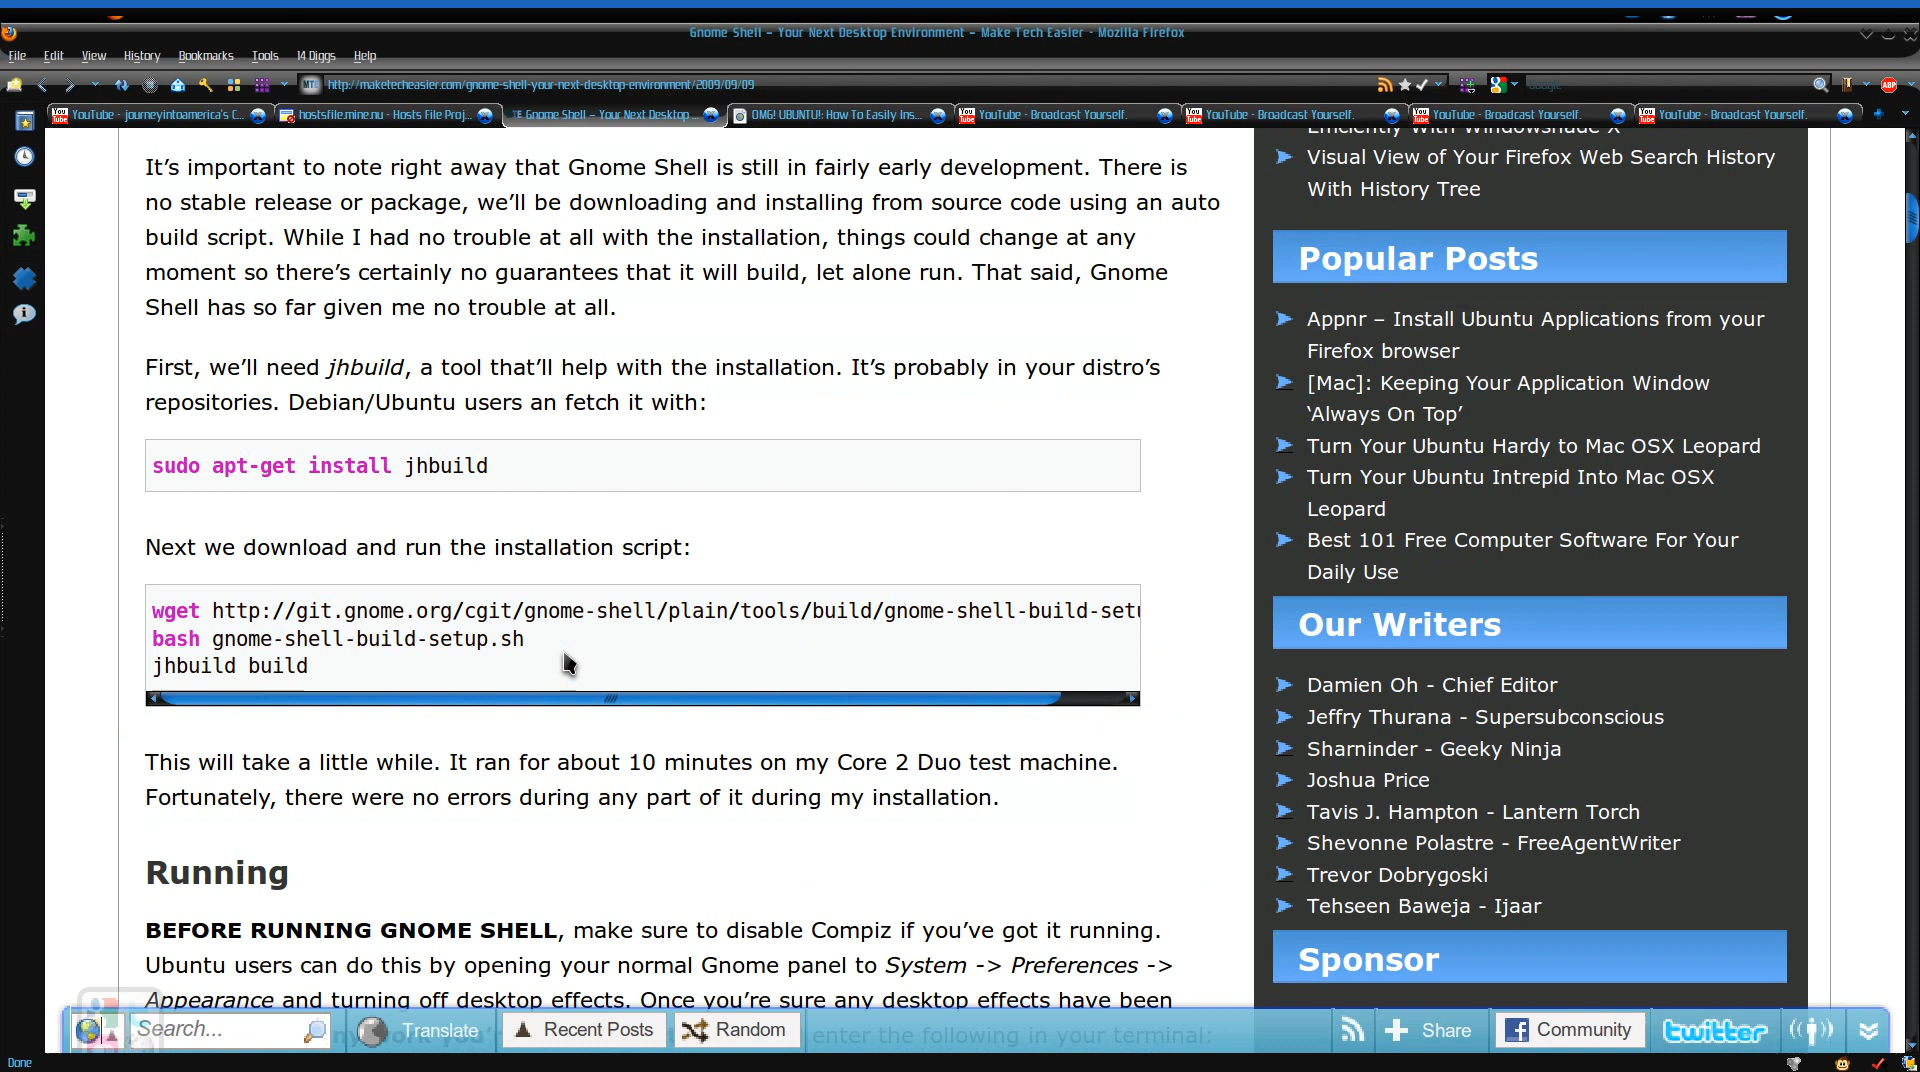 Gnome Shell – Your Next Desktop Environment – Make Tech Easier - Mozilla Firefox
File Edit View History Bookmarks Tools 14 Diggs Help
http://maketecheasier.com/gnome-shell-your-next-desktop-environment/2009/09/09
Google
YouTube - journeyintoamerica's C...
hostsfile.mine.nu - Hosts File Proj...
Gnome Shell – Your Next Desktop ...
OMG! UBUNTU!: How To Easily Ins...
YouTube - Broadcast Yourself.
YouTube - Broadcast Yourself.
YouTube - Broadcast Yourself.
YouTube - Broadcast Yourself.
It's important to note right away that Gnome Shell is still in fairly early development. There is
no stable release or package, we'll be downloading and installing from source code using an auto
build script. While I had no trouble at all with the installation, things could change at any
moment so there's certainly no guarantees that it will build, let alone run. That said, Gnome
Shell has so far given me no trouble at all.
First, we'll need jhbuild, a tool that'll help with the installation. It's probably in your distro's
repositories. Debian/Ubuntu users an fetch it with:
sudo apt-get install jhbuild
Next we download and run the installation script:
wget http://git.gnome.org/cgit/gnome-shell/plain/tools/build/gnome-shell-build-setu
bash gnome-shell-build-setup.sh
jhbuild build
This will take a little while. It ran for about 10 minutes on my Core 2 Duo test machine.
Fortunately, there were no errors during any part of it during my installation.
Running
BEFORE RUNNING GNOME SHELL, make sure to disable Compiz if you've got it running.
Ubuntu users can do this by opening your normal Gnome panel to System -> Preferences ->
Appearance and turning off desktop effects. Once you're sure any desktop effects have been
enter the following in your terminal:
Efficiently With Windowshade X
Visual View of Your Firefox Web Search History
With History Tree
Popular Posts
Appnr – Install Ubuntu Applications from your
Firefox browser
[Mac]: Keeping Your Application Window
‘Always On Top’
Turn Your Ubuntu Hardy to Mac OSX Leopard
Turn Your Ubuntu Intrepid Into Mac OSX
Leopard
Best 101 Free Computer Software For Your
Daily Use
Our Writers
Damien Oh - Chief Editor
Jeffry Thurana - Supersubconscious
Sharninder - Geeky Ninja
Joshua Price
Tavis J. Hampton - Lantern Torch
Shevonne Polastre - FreeAgentWriter
Trevor Dobrygoski
Tehseen Baweja - Ijaar
Sponsor
Search... Translate Recent Posts Random Share Community twitter
Done